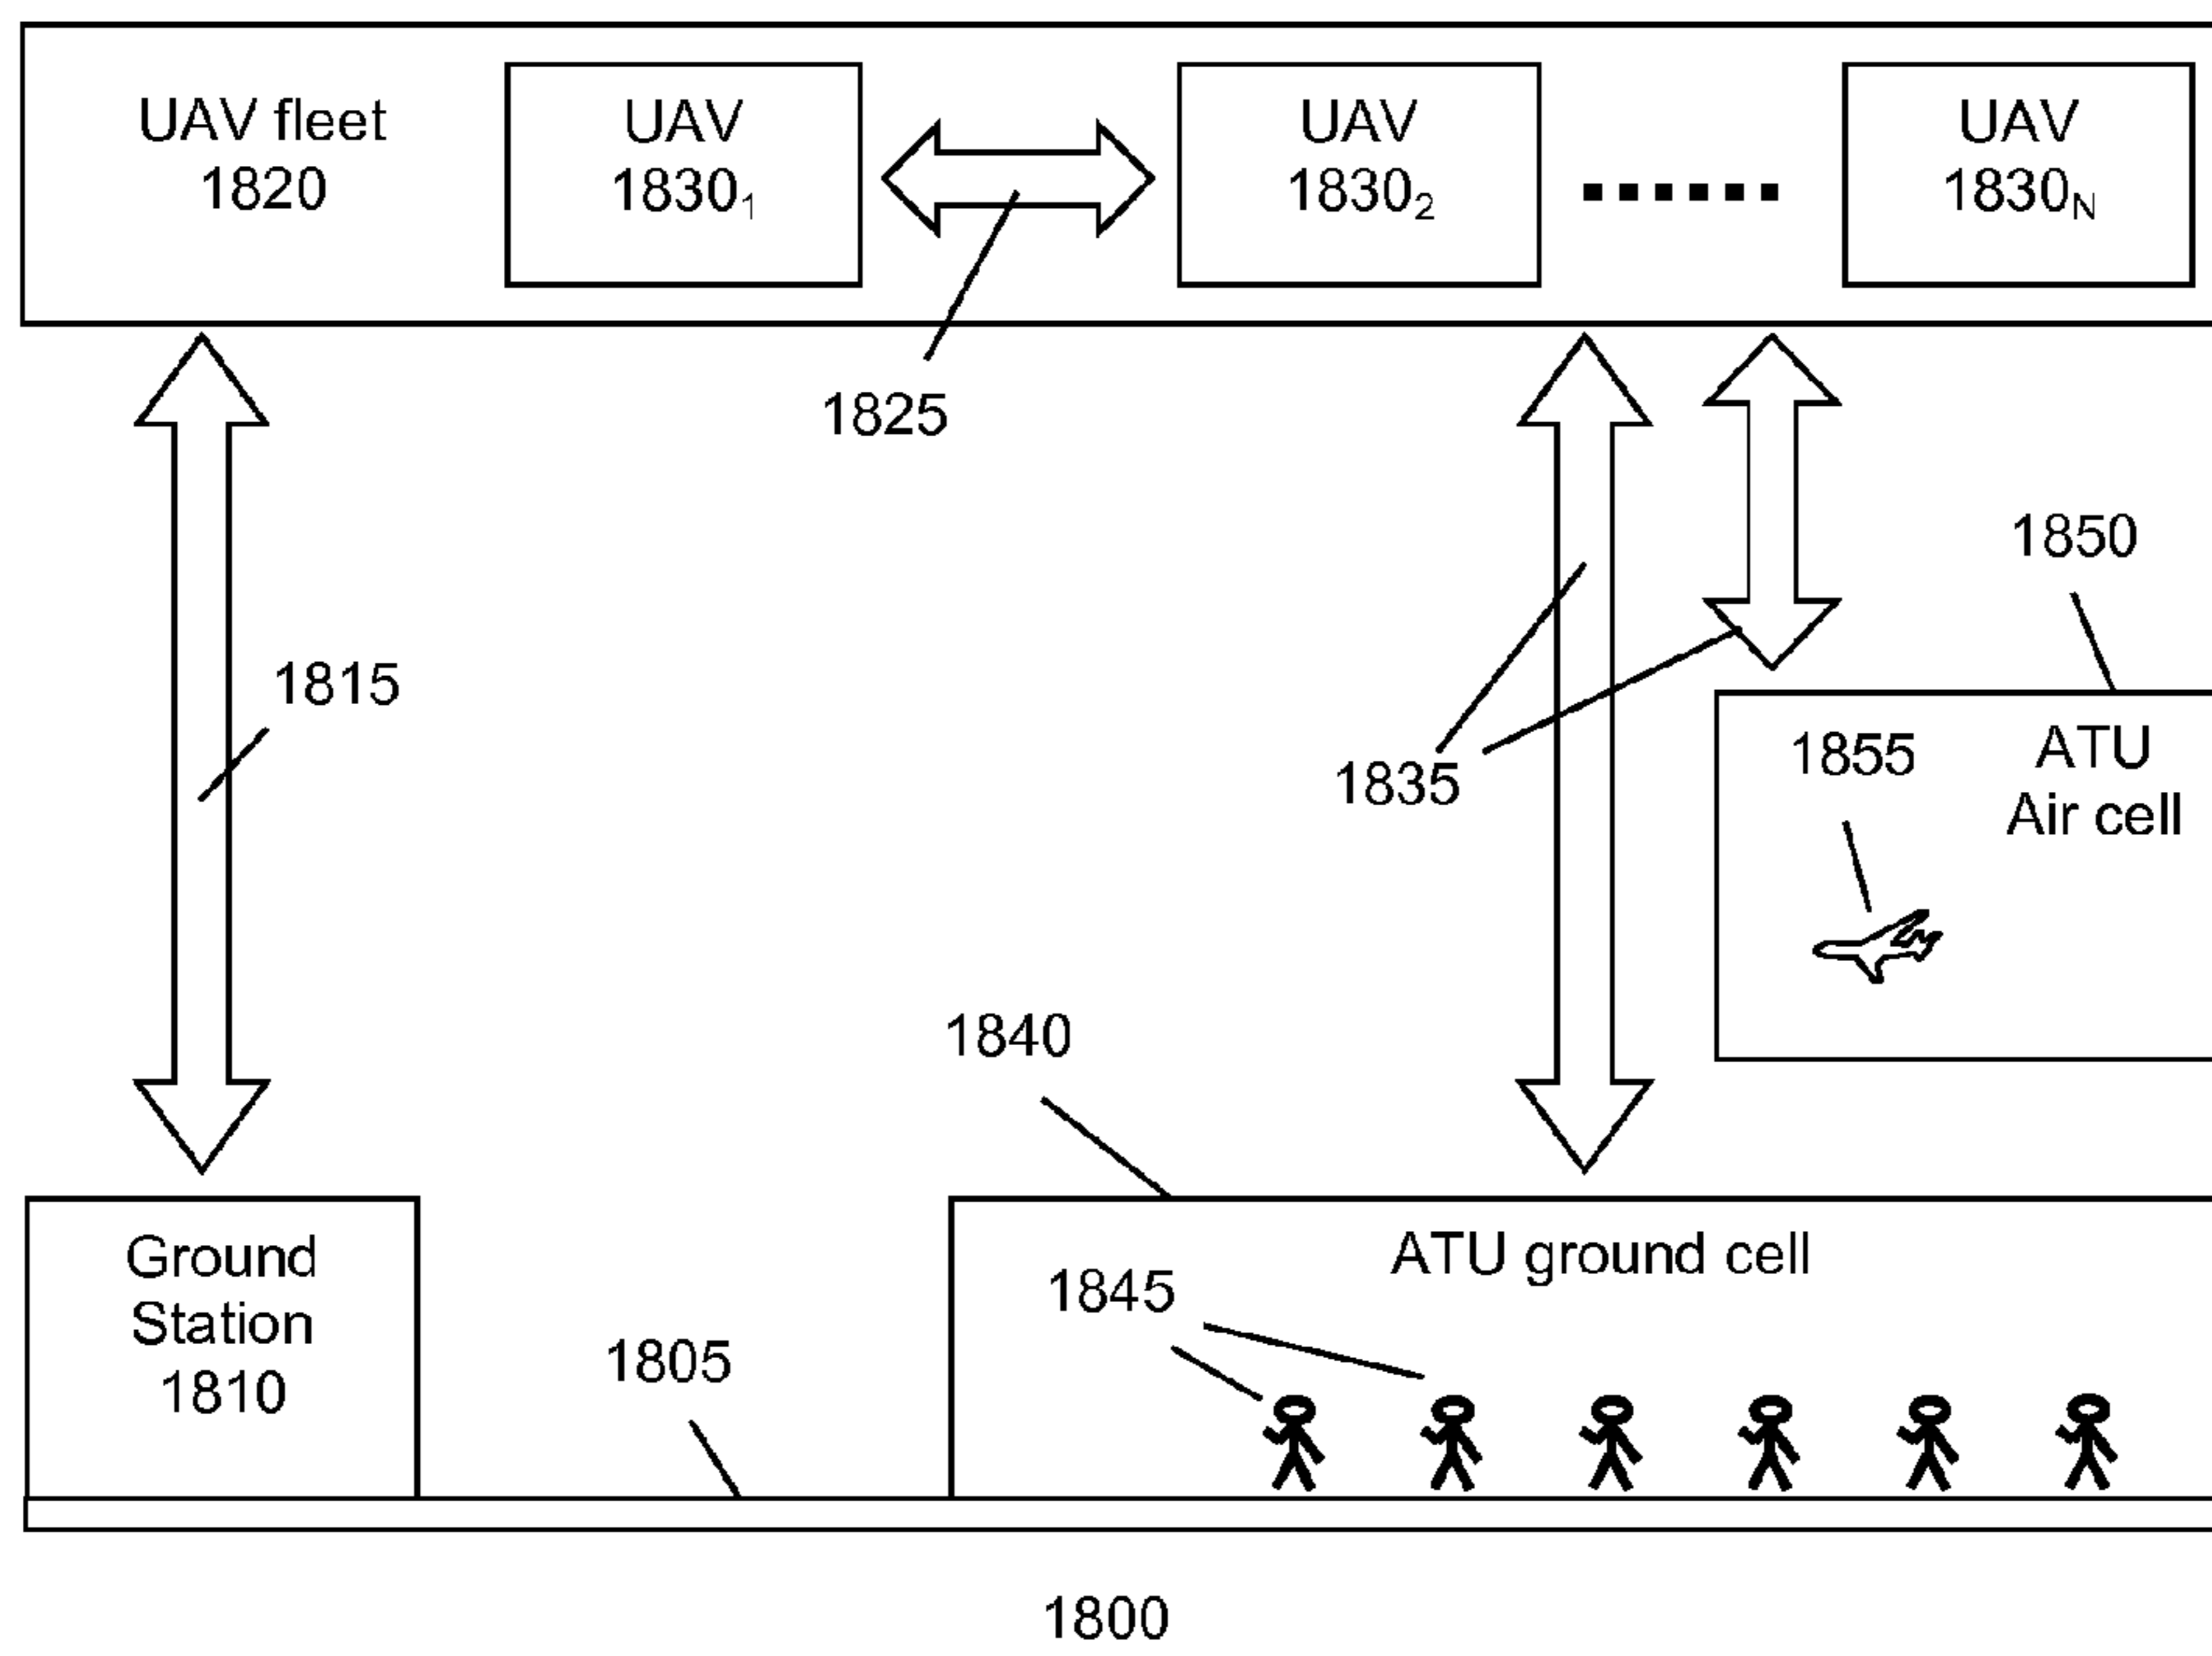 UAV fleet
1820
UAV
1830₁
UAV
1830₂
UAV
1830N
1825
1815
1835
1850
1855
ATU
Air cell
1840
Ground
Station
1810
1805
ATU ground cell
1845
1800